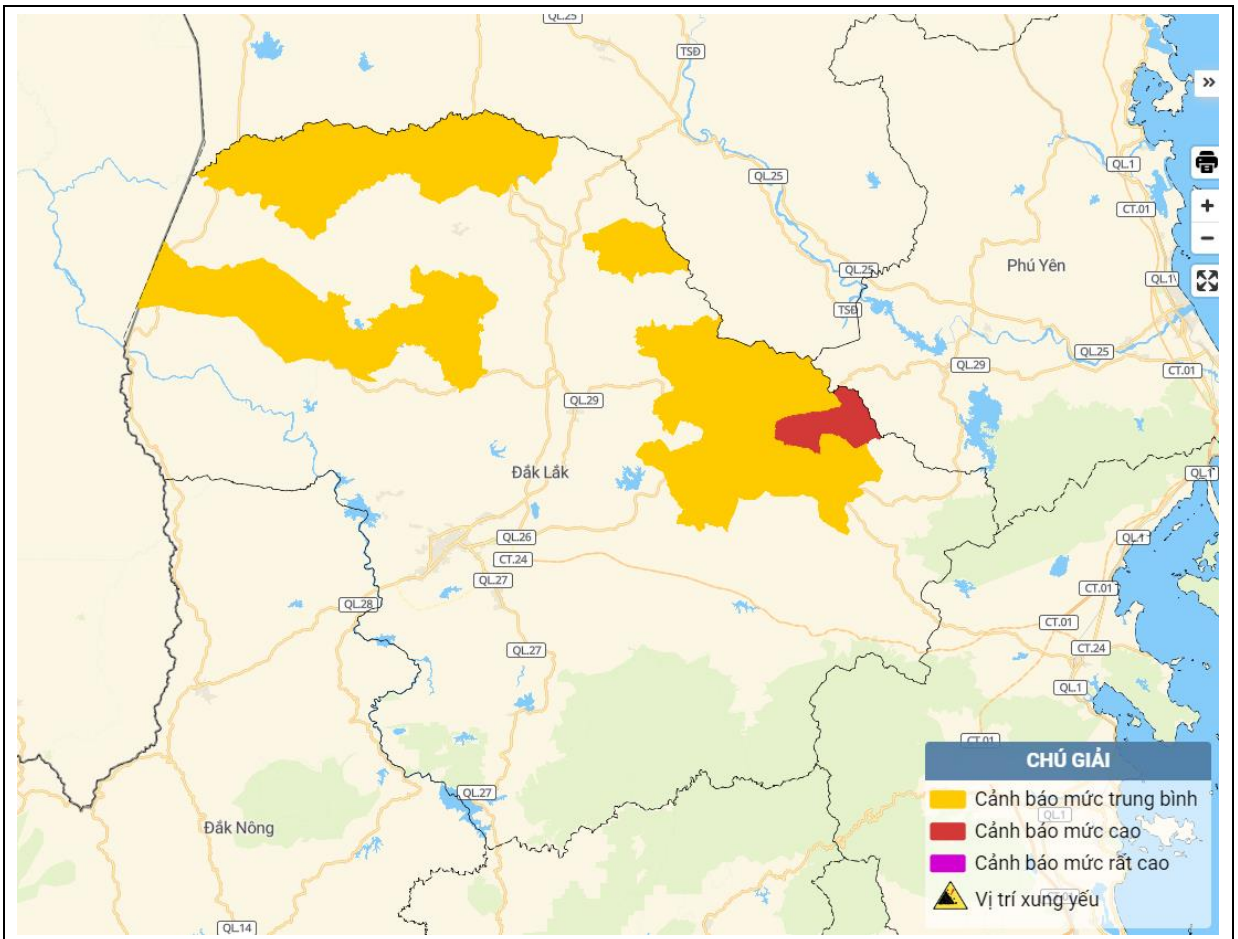 QL.25
TSĐ
»
QL.1
QL.25
CT.01
+
−
Phú Yên
QL.25
QL.1
TSĐ
QL.25
QL.29
CT.01
QL.29
Đắk Lắk
QL.1
QL.26
QL.1
CT.24
QL.27
CT.01
QL.28
CT.01
QL.27
CT.24
QL.1
CT.01
CHÚ GIẢI
QL.27
Cảnh báo mức trung bình
QL.1
Đắk Nông
Cảnh báo mức cao
Cảnh báo mức rất cao
Vị trí xung yếu
QL.14